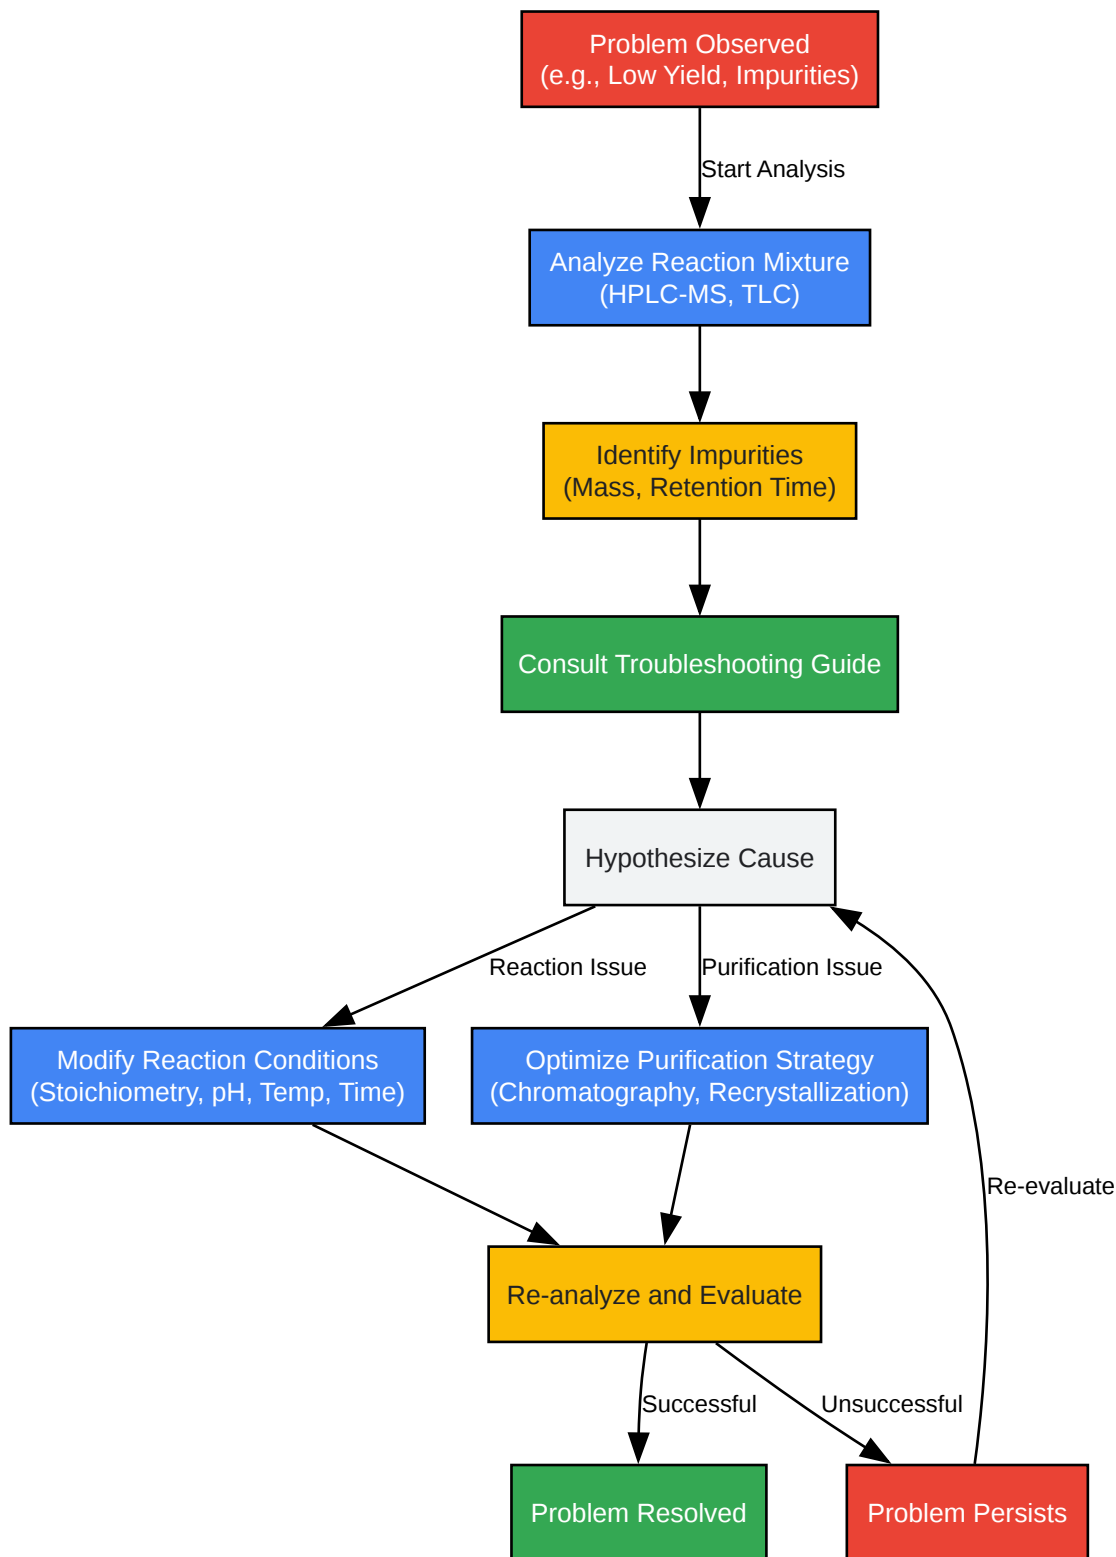 Problem Observed
(e.g., Low Yield, Impurities)
Start Analysis
Analyze Reaction Mixture
(HPLC-MS, TLC)
Identify Impurities
(Mass, Retention Time)
Consult Troubleshooting Guide
Hypothesize Cause
Reaction Issue
Purification Issue
Modify Reaction Conditions
(Stoichiometry, pH, Temp, Time)
Optimize Purification Strategy
(Chromatography, Recrystallization)
Re-evaluate
Re-analyze and Evaluate
Successful
Unsuccessful
Problem Resolved
Problem Persists